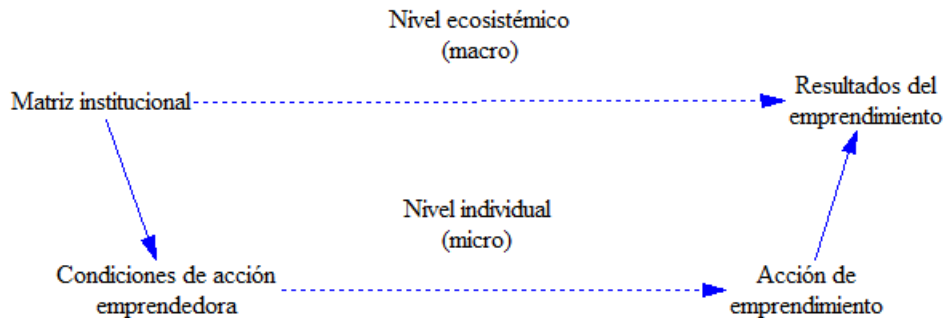 Nivel ecosistémico
(macro)
Matriz institucional
Resultados del
emprendimiento
Nivel individual
(micro)
Condiciones de acción
emprendedora
Acción de
emprendimiento